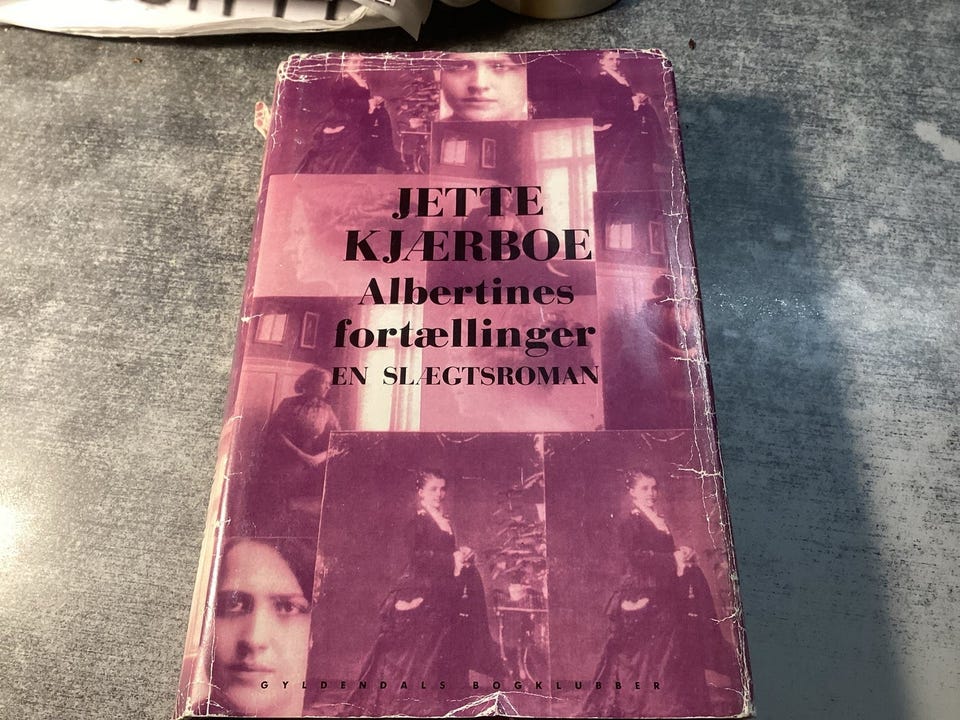 JETTE
KJÆRBOE
Albertines
fortællinger
EN SLÆGTSROMAN
GYLDENDALS BOGKLUBBER